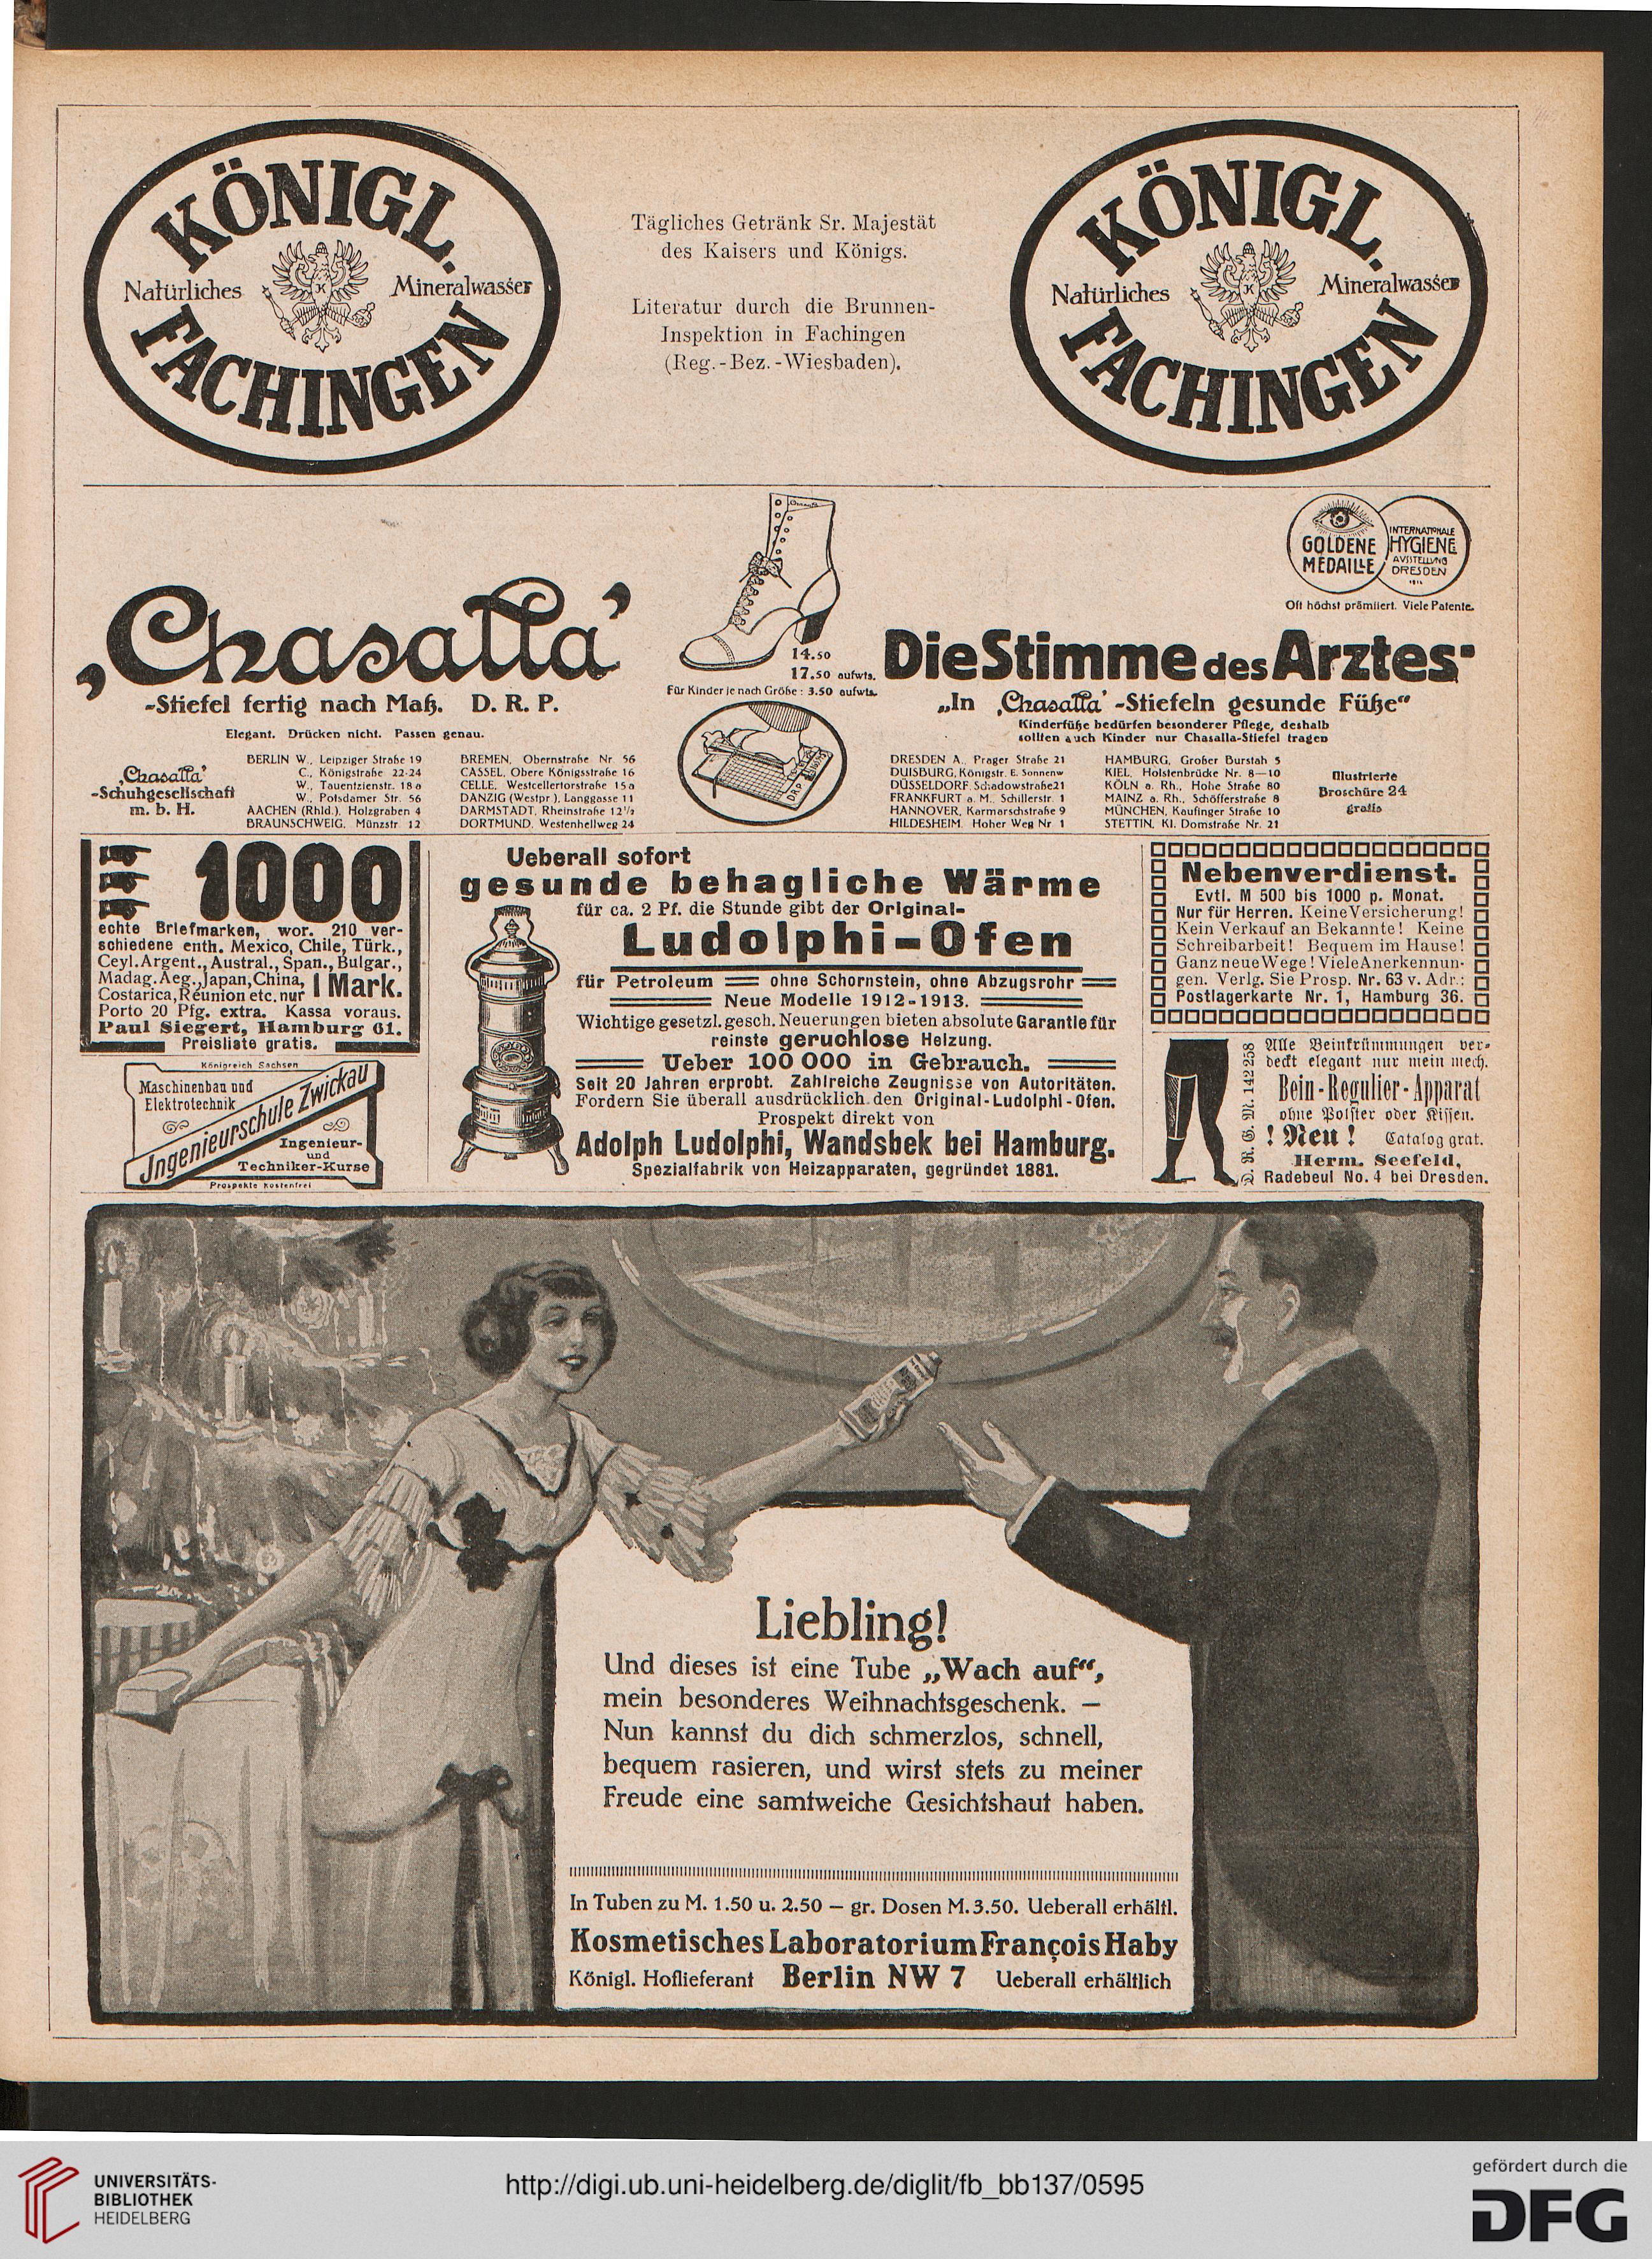 KÖNIGL.
Natürliches Mineralwasser
FACHINGEN
Tägliches Getränk Sr. Majestät
des Kaisers und Königs.
Literatur durch die Brunnen-
Inspektion in Fachingen
(Reg.-Bez.-Wiesbaden).
KÖNIGL.
Natürliches Mineralwasser
FACHINGEN
‚Chasalla’
-Stiefel fertig nach Maß. D. R. P.
Elegant. Drücken nicht. Passen genau.
14.50
17.50 aufwts.
Für Kinder je nach Größe: 3.50 aufwts.
D.R.P.
GOLDENE
MEDAILLE
INTERNATIONALE
HYGIENE
AUSSTELLUNG
DRESDEN
1911
Oft höchst prämiiert. Viele Patente.
Die Stimme des Arztes:
„In ‚Chasalla’-Stiefeln gesunde Füße“
Kinderfüße bedürfen besonderer Pflege, deshalb
sollten auch Kinder nur Chasalla-Stiefel tragen
‚Chasalla’
-Schuhgesellschaft
m. b. H.
BERLIN W., Leipziger Straße 19
C., Königstraße 22-24
W., Tauentzienstr. 18a
W., Potsdamer Str. 56
AACHEN (Rhld.), Holzgraben 4
BRAUNSCHWEIG, Münzstr. 12
BREMEN, Obernstraße Nr. 56
CASSEL, Obere Königsstraße 16
CELLE, Westcellertorstraße 15a
DANZIG (Westpr.), Langgasse 11
DARMSTADT, Rheinstraße 12½
DORTMUND, Westenhellweg 24
DRESDEN A., Prager Straße 21
DUISBURG, Königstr. E. Sonnenw
DÜSSELDORF, Schadowstraße 21
FRANKFURT a. M., Schillerstr. 1
HANNOVER, Karmarschstraße 9
HILDESHEIM, Hoher Weg Nr 1
HAMBURG, Großer Burstah 5
KIEL, Holstenbrücke Nr. 8—10
KÖLN a. Rh., Hohe Straße 80
MAINZ a. Rh., Schöfferstraße 8
MÜNCHEN, Kaufinger Straße 10
STETTIN, Kl. Domstraße Nr. 21
Illustrierte
Broschüre 24
gratis
1000
echte Briefmarken, wor. 210 ver-
schiedene enth. Mexico, Chile, Türk.,
Ceyl. Argent., Austral., Span., Bulgar.,
Madag. Aeg., Japan, China,
Costarica, Réunion etc. nur 1 Mark.
Porto 20 Pfg. extra. Kassa voraus.
Paul Siegert, Hamburg 61.
Preisliste gratis.
Königreich Sachsen
Maschinenbau und
Elektrotechnik
Ingenieurschule Zwickau
Ingenieur-
und
Techniker-Kurse
Prospekte kostenfrei
Ueberall sofort
gesunde behagliche Wärme
für ca. 2 Pf. die Stunde gibt der Original-
Ludolphi-Ofen
für Petroleum — ohne Schornstein, ohne Abzugsrohr
Neue Modelle 1912-1913.
Wichtige gesetzl. gesch. Neuerungen bieten absolute Garantie für
reinste geruchlose Heizung.
Ueber 100 000 in Gebrauch.
Seit 20 Jahren erprobt. Zahlreiche Zeugnisse von Autoritäten.
Fordern Sie überall ausdrücklich den Original-Ludolphi-Ofen.
Prospekt direkt von
Adolph Ludolphi, Wandsbek bei Hamburg.
Spezialfabrik von Heizapparaten, gegründet 1881.
Nebenverdienst.
Evtl. M 500 bis 1000 p. Monat.
Nur für Herren. Keine Versicherung!
Kein Verkauf an Bekannte! Keine
Schreibarbeit! Bequem im Hause!
Ganz neue Wege! Viele Anerkennun-
gen. Verlg. Sie Prosp. Nr. 63 v. Adr.:
Postlagerkarte Nr. 1, Hamburg 36.
D. R. G. M. 142 258
Alle Beinkrümmungen ver-
deckt elegant nur mein mech.
Bein-Regulier-Apparat
ohne Polster oder Kissen.
! Neu ! Catalog grat.
Herm. Seefeld,
Radebeul No. 4 bei Dresden.
Liebling!
Und dieses ist eine Tube „Wach auf“,
mein besonderes Weihnachtsgeschenk. —
Nun kannst du dich schmerzlos, schnell,
bequem rasieren, und wirst stets zu meiner
Freude eine samtweiche Gesichtshaut haben.
In Tuben zu M. 1.50 u. 2.50 — gr. Dosen M. 3.50. Ueberall erhältl.
Kosmetisches Laboratorium François Haby
Königl. Hoflieferant Berlin NW 7 Ueberall erhältlich
UNIVERSITÄTS-
BIBLIOTHEK
HEIDELBERG
http://digi.ub.uni-heidelberg.de/diglit/fb_bb137/0595
gefördert durch die
DFG